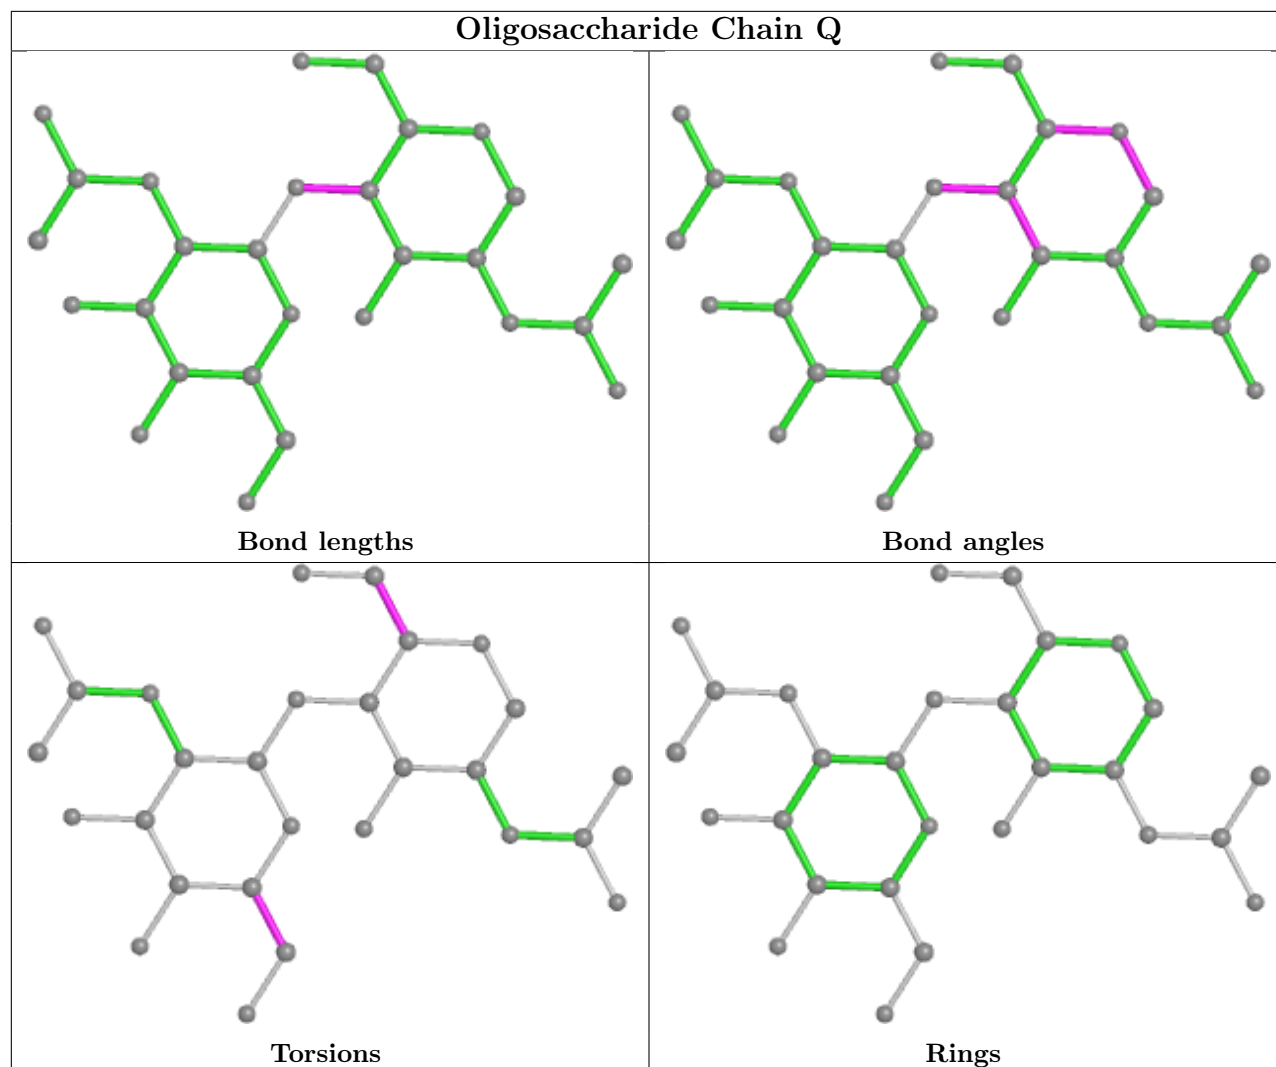 Oligosaccharide Chain Q
Bond lengths
Bond angles
Torsions
Rings